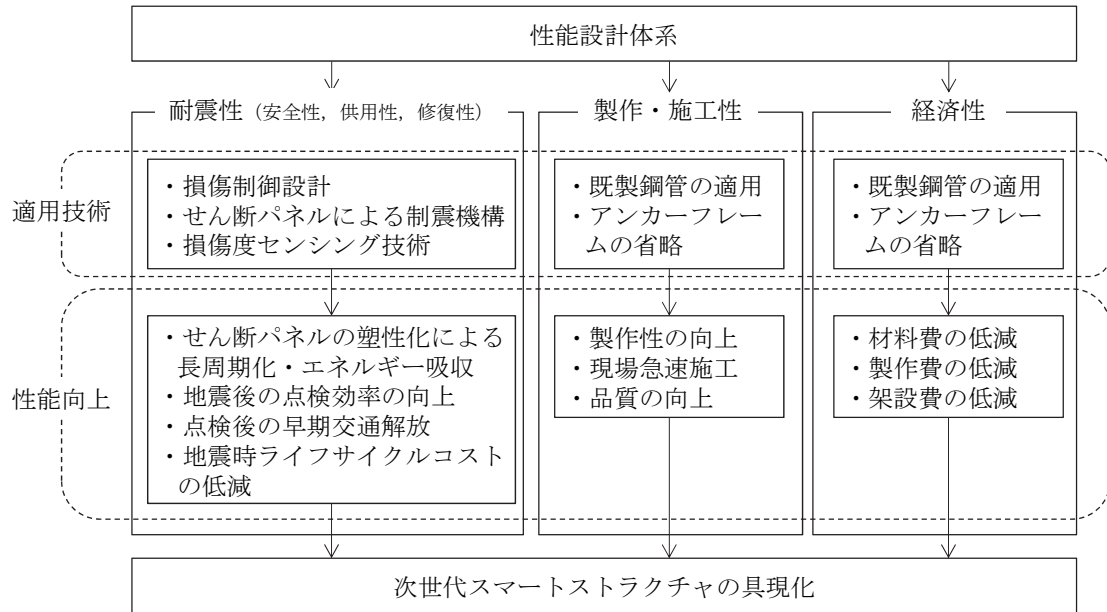 性能設計体系
耐震性（安全性，供用性，修復性）
製作・施工性
経済性
適用技術
・損傷制御設計
・せん断パネルによる制震機構
・損傷度センシング技術
・既製鋼管の適用
・アンカーフレー
ムの省略
・既製鋼管の適用
・アンカーフレー
ムの省略
性能向上
・せん断パネルの塑性化による
長周期化・エネルギー吸収
・地震後の点検効率の向上
・点検後の早期交通解放
・地震時ライフサイクルコスト
の低減
・製作性の向上
・現場急速施工
・品質の向上
・材料費の低減
・製作費の低減
・架設費の低減
次世代スマートストラクチャの具現化